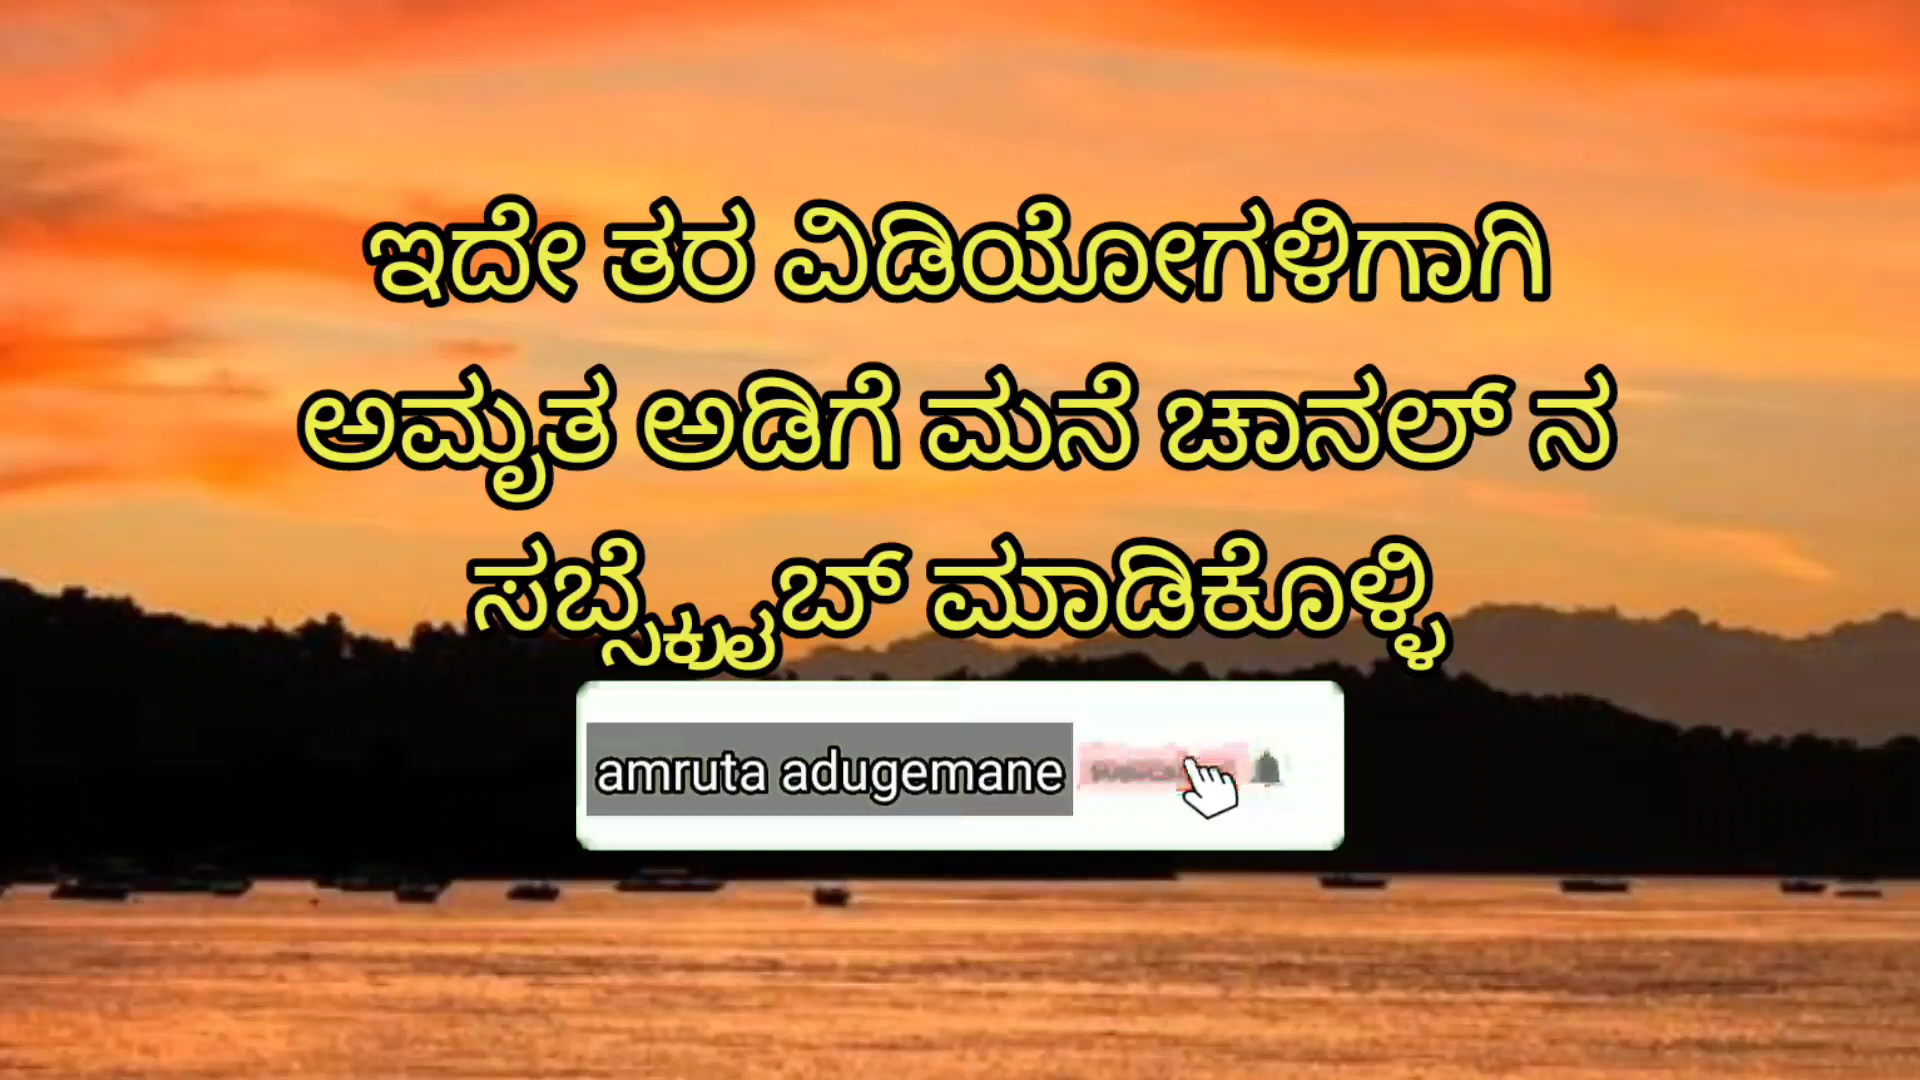 ಇದೇ ತರ ವಿಡಿಯೋಗಳಿಗಾಗಿ
ಅಮೃತ ಅಡಿಗೆ ಮನೆ ಚಾನಲ್ ನ
ಸಬ್ಸ್ಕ್ರೈಬ್ ಮಾಡಿಕೊಳ್ಳಿ
amruta adugemane